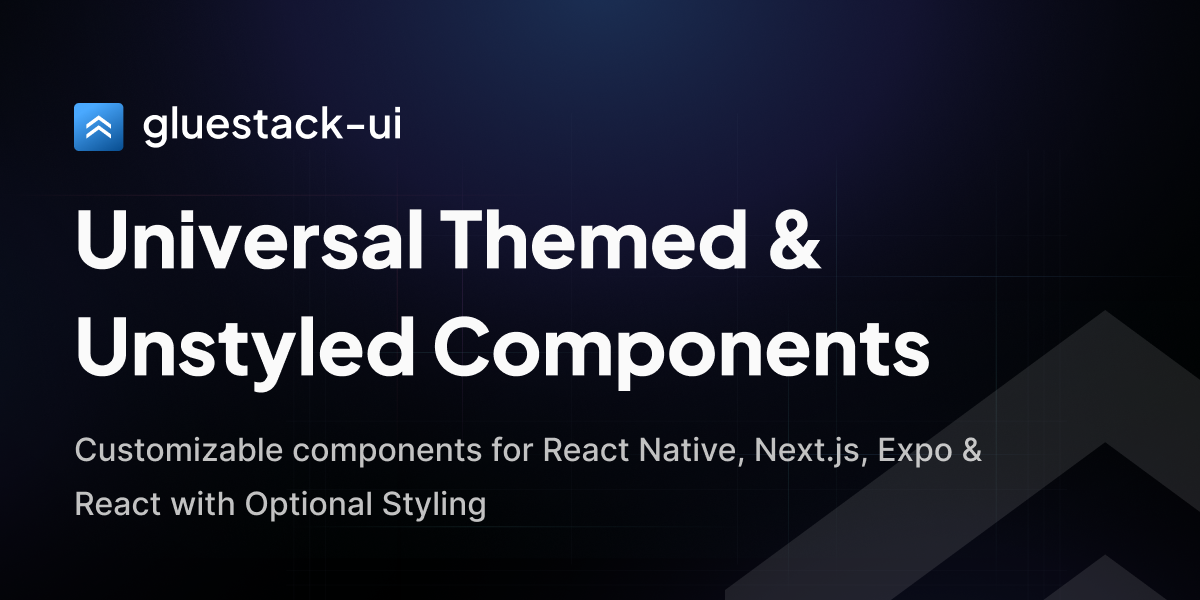 gluestack-ui
Universal Themed &
Unstyled Components
Customizable components for React Native, Next.js, Expo &
React with Optional Styling